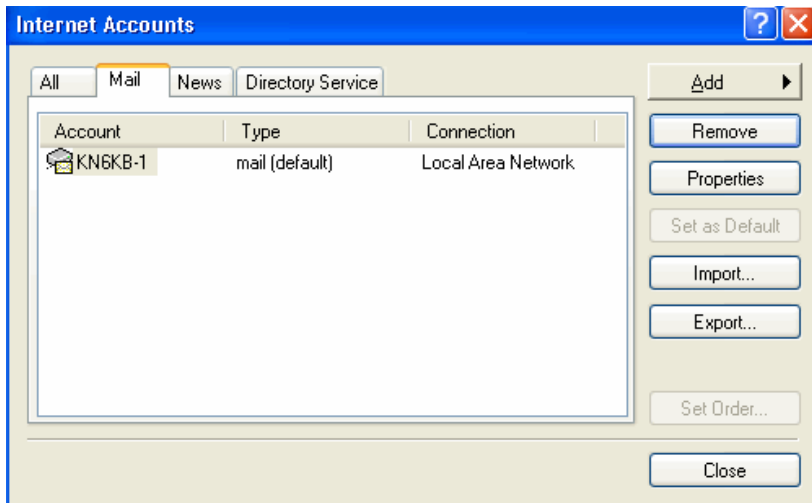 Internet Accounts
All Mail News Directory Service
Account Type Connection
KN6KB-1 mail (default) Local Area Network
Add
Remove
Properties
Set as Default
Import...
Export...
Set Order...
Close